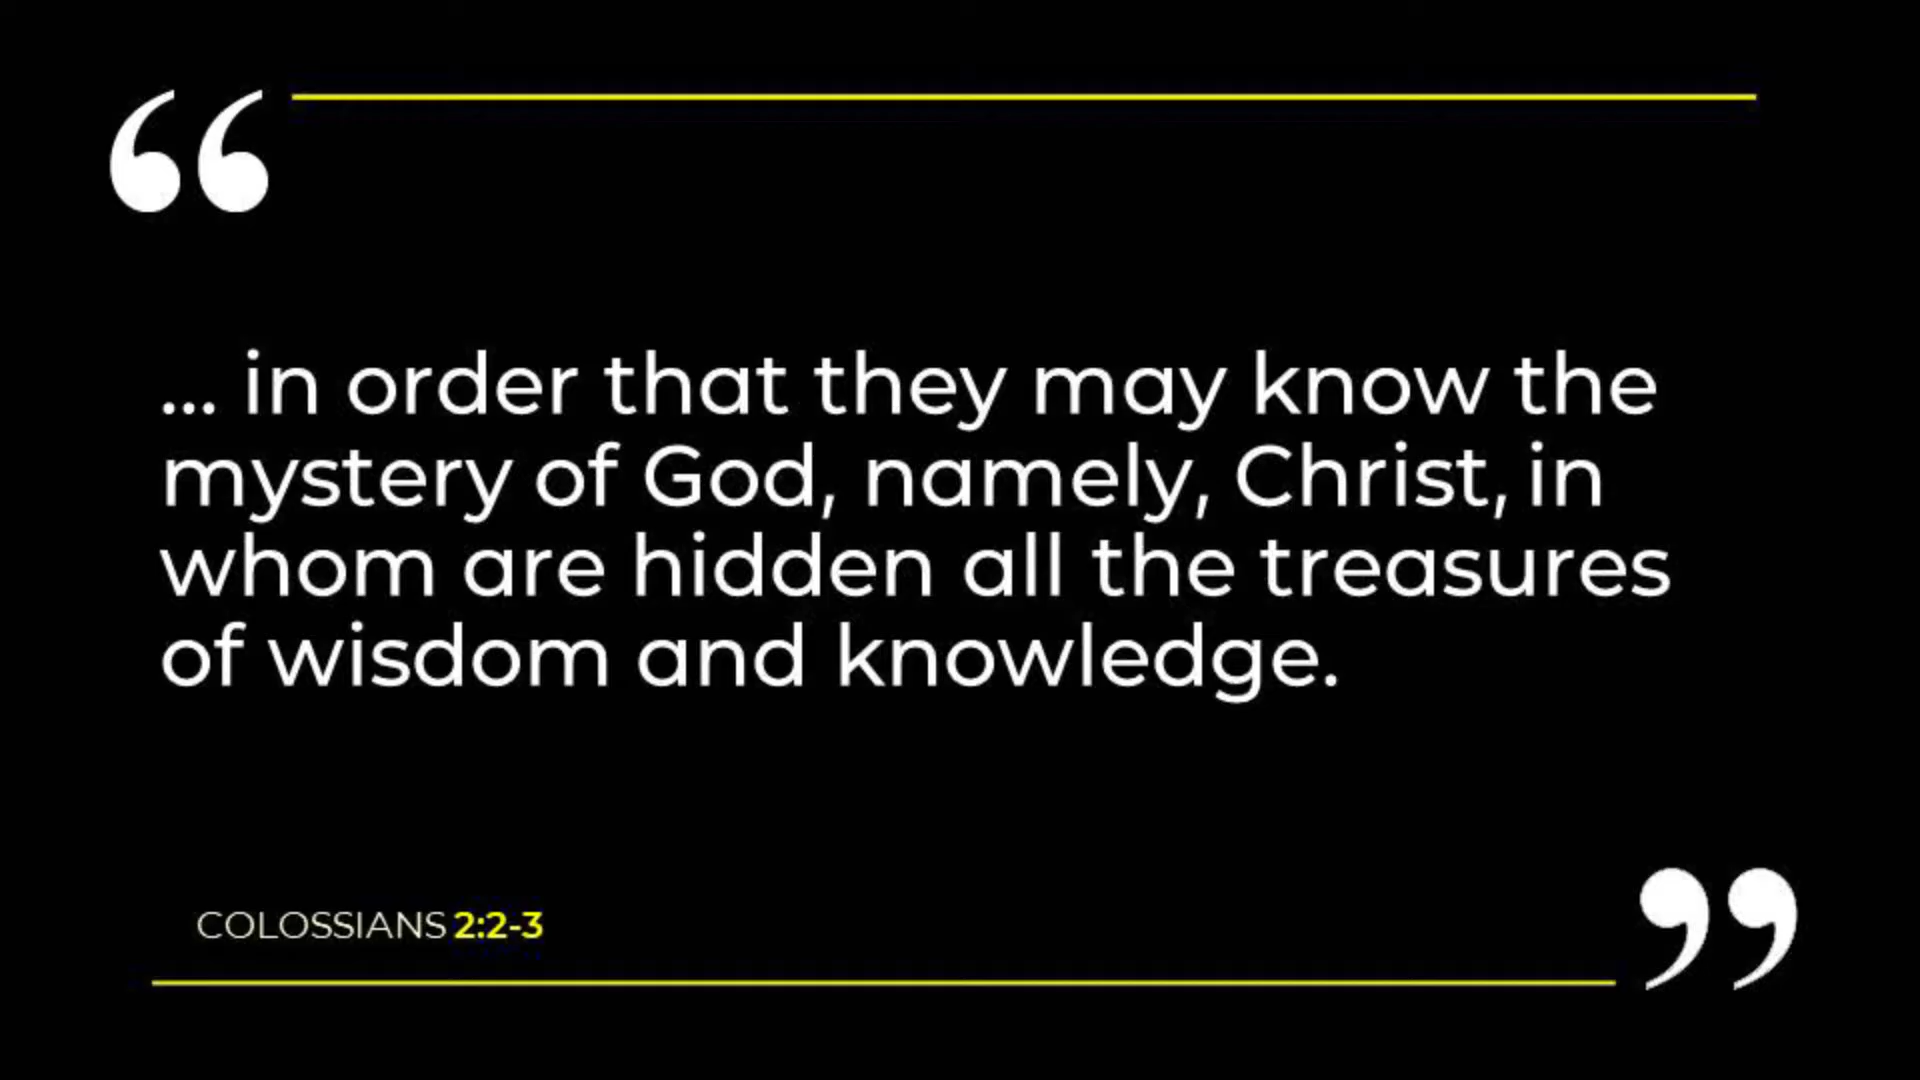 “
... in order that they may know the
mystery of God, namely, Christ, in
whom are hidden all the treasures
of wisdom and knowledge.
”
COLOSSIANS 2:2-3